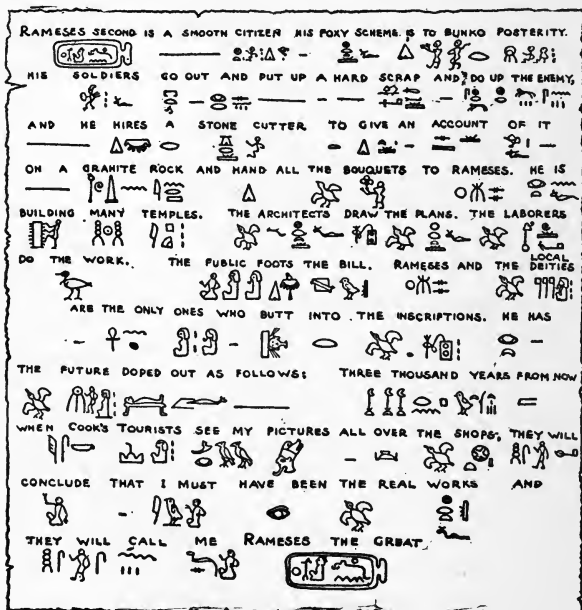 RAMESES SECOND IS A SMOOTH CITIZEN HIS FOXY SCHEME IS TO BUNKO POSTERITY.
HIS SOLDIERS GO OUT AND PUT UP A HARD SCRAP AND DO UP THE ENEMY,
AND HE HIRES A STONE CUTTER TO GIVE AN ACCOUNT OF IT
ON A GRANITE ROCK AND HAND ALL THE BOUQUETS TO RAMESES. HE IS
BUILDING MANY TEMPLES. THE ARCHITECTS DRAW THE PLANS. THE LABORERS
DO THE WORK. THE PUBLIC FOOTS THE BILL. RAMESES AND THE LOCAL DEITIES
ARE THE ONLY ONES WHO BUTT INTO THE INSCRIPTIONS. HE HAS
THE FUTURE DOPED OUT AS FOLLOWS: THREE THOUSAND YEARS FROM NOW
WHEN COOK'S TOURISTS SEE MY PICTURES ALL OVER THE SHOPS, THEY WILL
CONCLUDE THAT I MUST HAVE BEEN THE REAL WORKS AND
THEY WILL CALL ME RAMESES THE GREAT